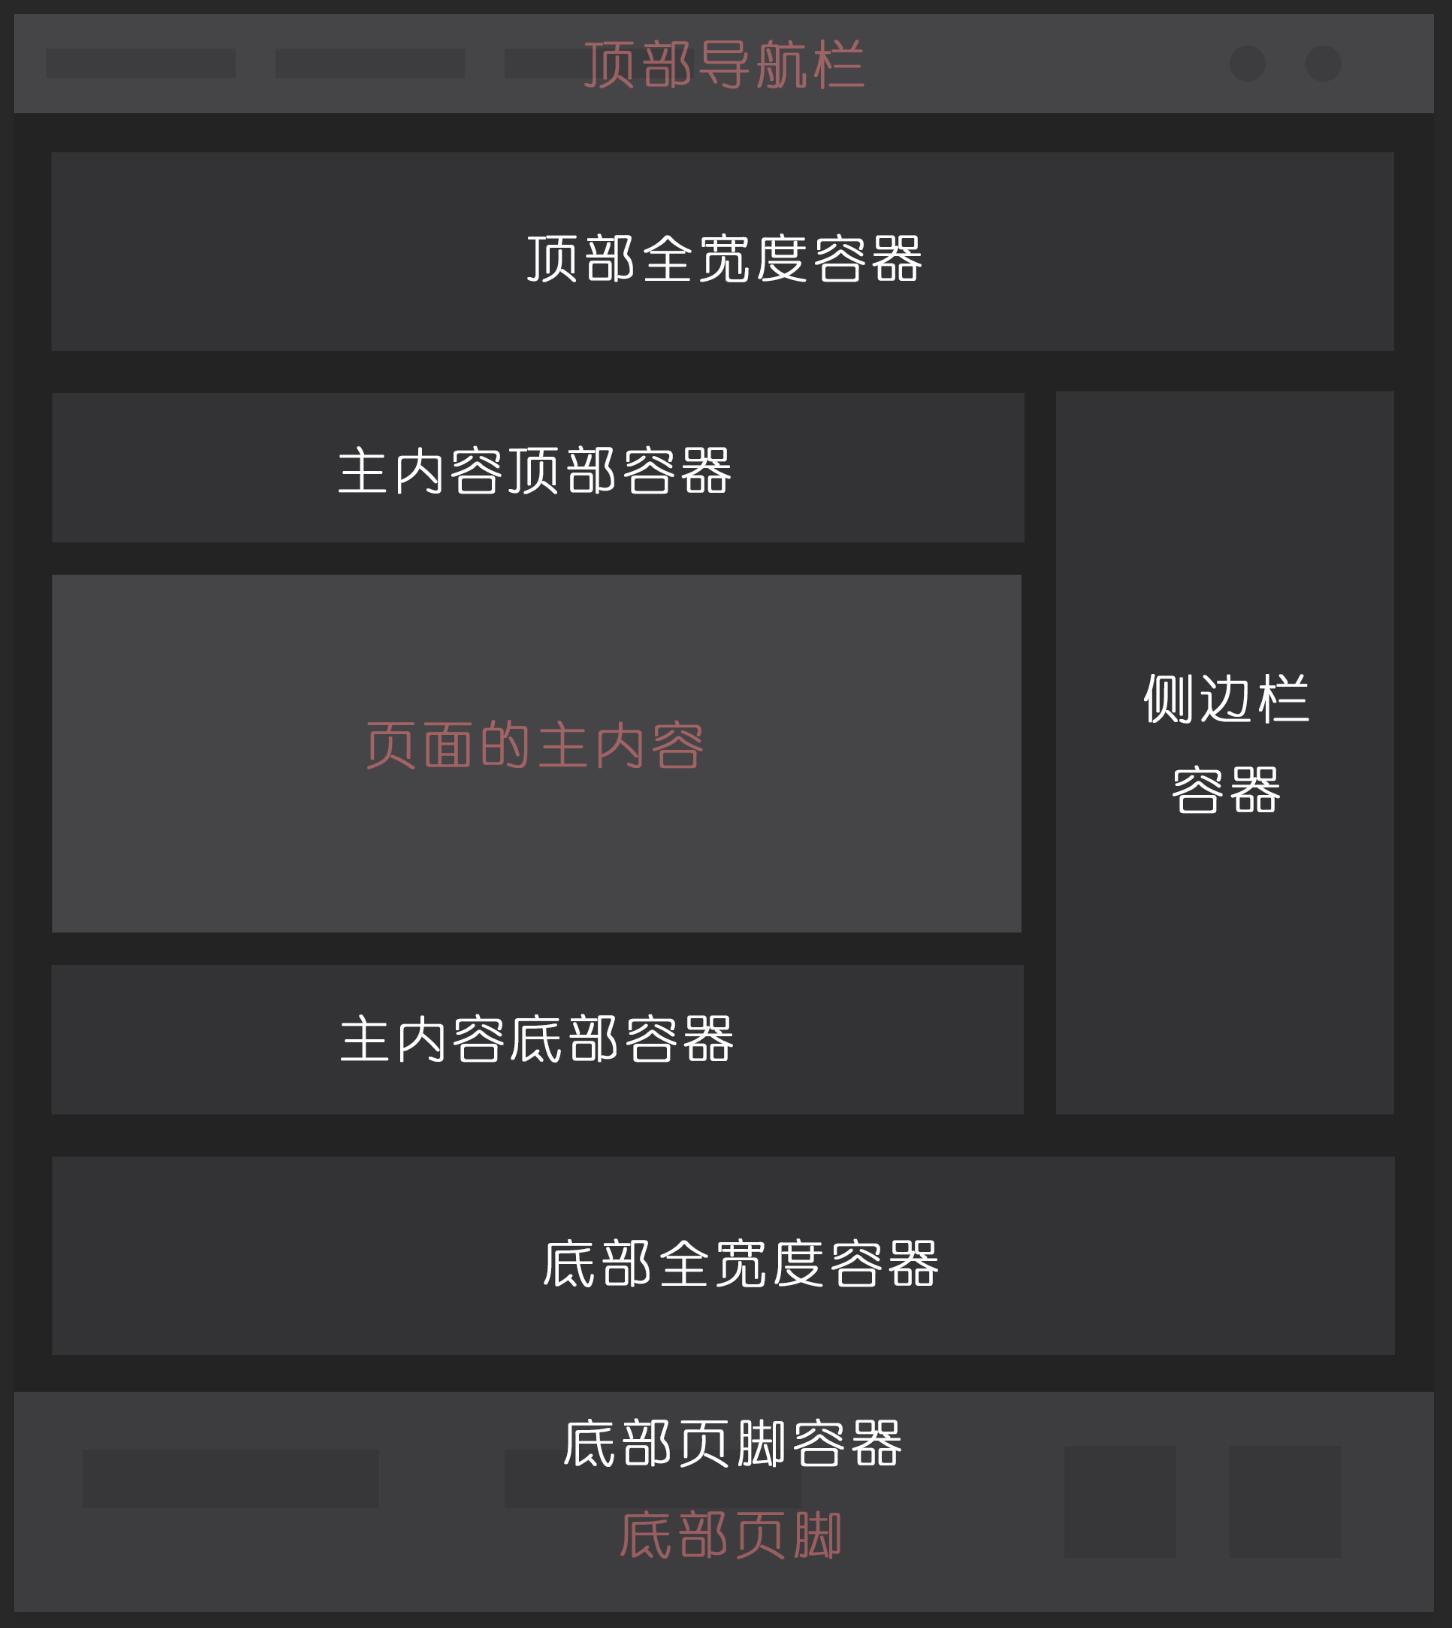 顶部导航栏
顶部全宽度容器
主内容顶部容器
页面的主内容
侧边栏
容器
主内容底部容器
底部全宽度容器
底部页脚容器
底部页脚